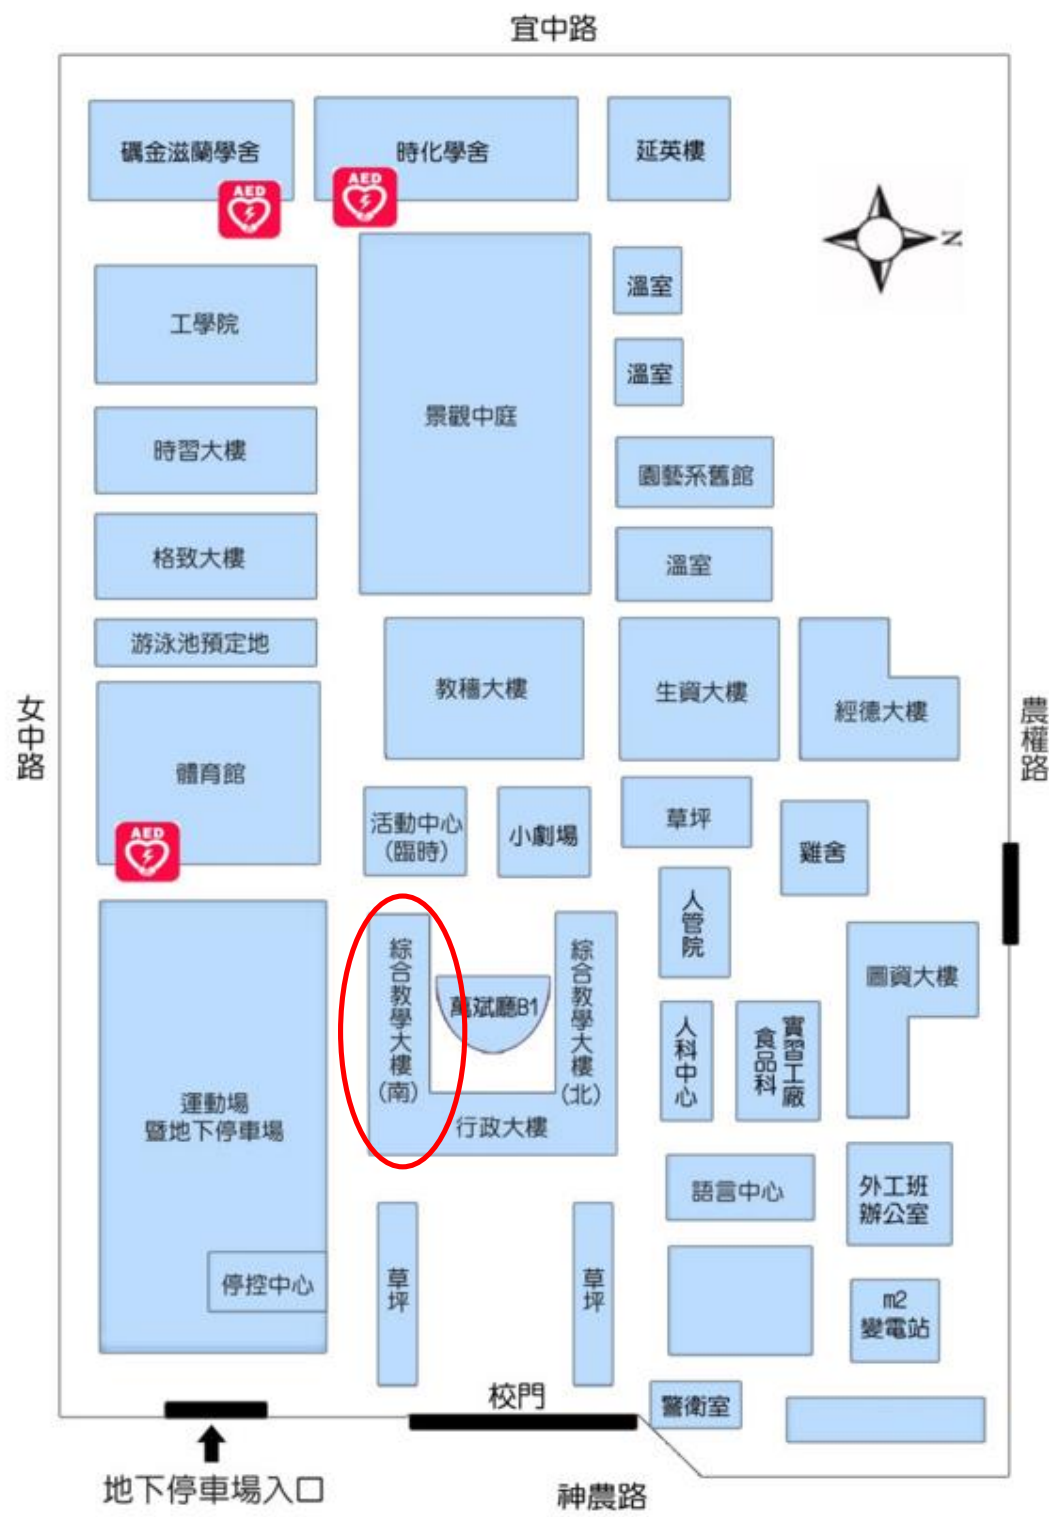 宜中路
礪金滋蘭學舍
時化學舍
延英樓
AED
AED
N
工學院
溫室
溫室
景觀中庭
時習大樓
園藝系舊館
格致大樓
溫室
游泳池預定地
教穡大樓
生資大樓
經德大樓
女中路
農權路
體育館
AED
活動中心
(臨時)
小劇場
草坪
雞舍
人管院
綜合教學大樓(南)
萬斌廳B1
綜合教學大樓(北)
圖資大樓
人科中心
食品科
實習工廠
行政大樓
運動場
暨地下停車場
語言中心
外工班
辦公室
停控中心
草坪
草坪
m2
變電站
校門
警衛室
地下停車場入口
神農路